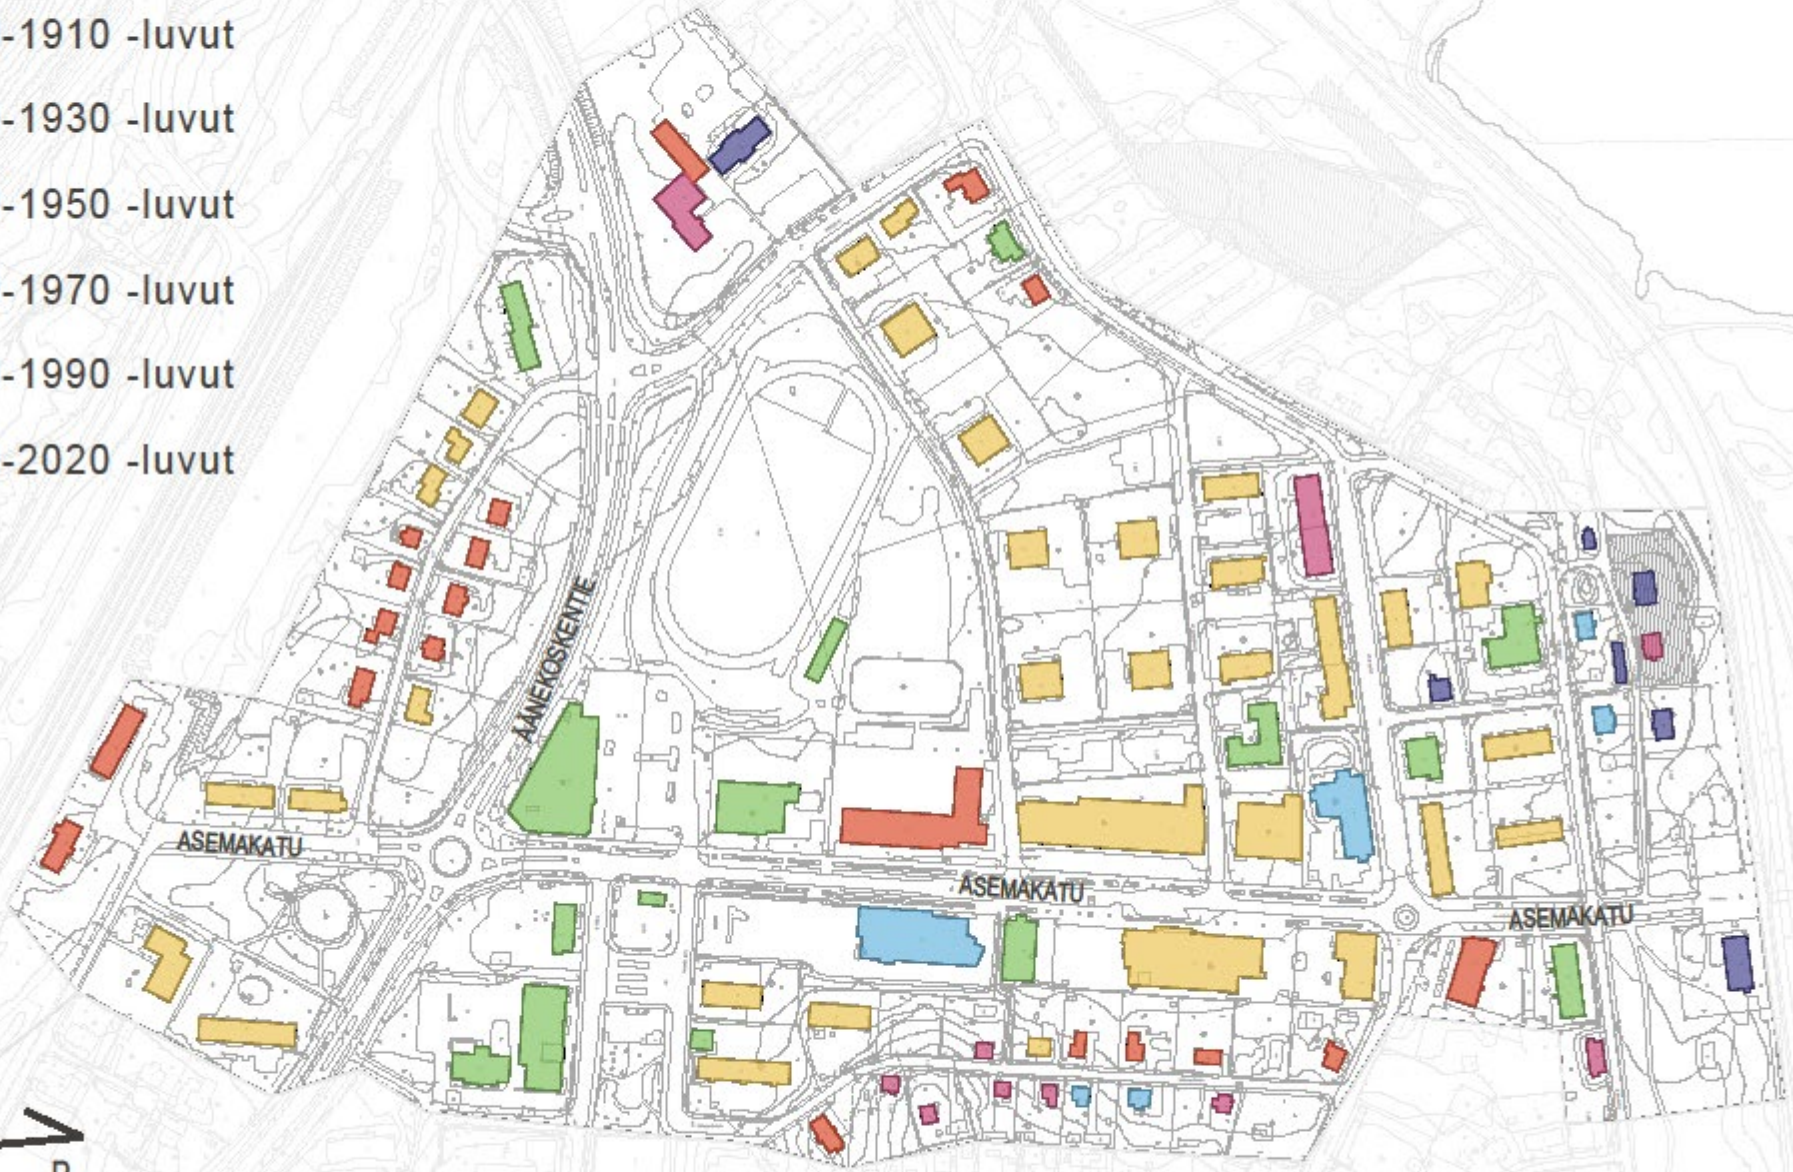 -1910 -luvut
-1930 -luvut
-1950 -luvut
-1970 -luvut
-1990 -luvut
-2020 -luvut
ÄÄNEKOSKENTIE
ASEMAKATU
ASEMAKATU
ASEMAKATU